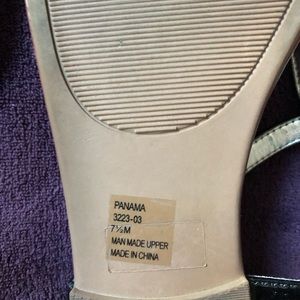 PANAMA
3223-03
7½M
MAN MADE UPPER
MADE IN CHINA